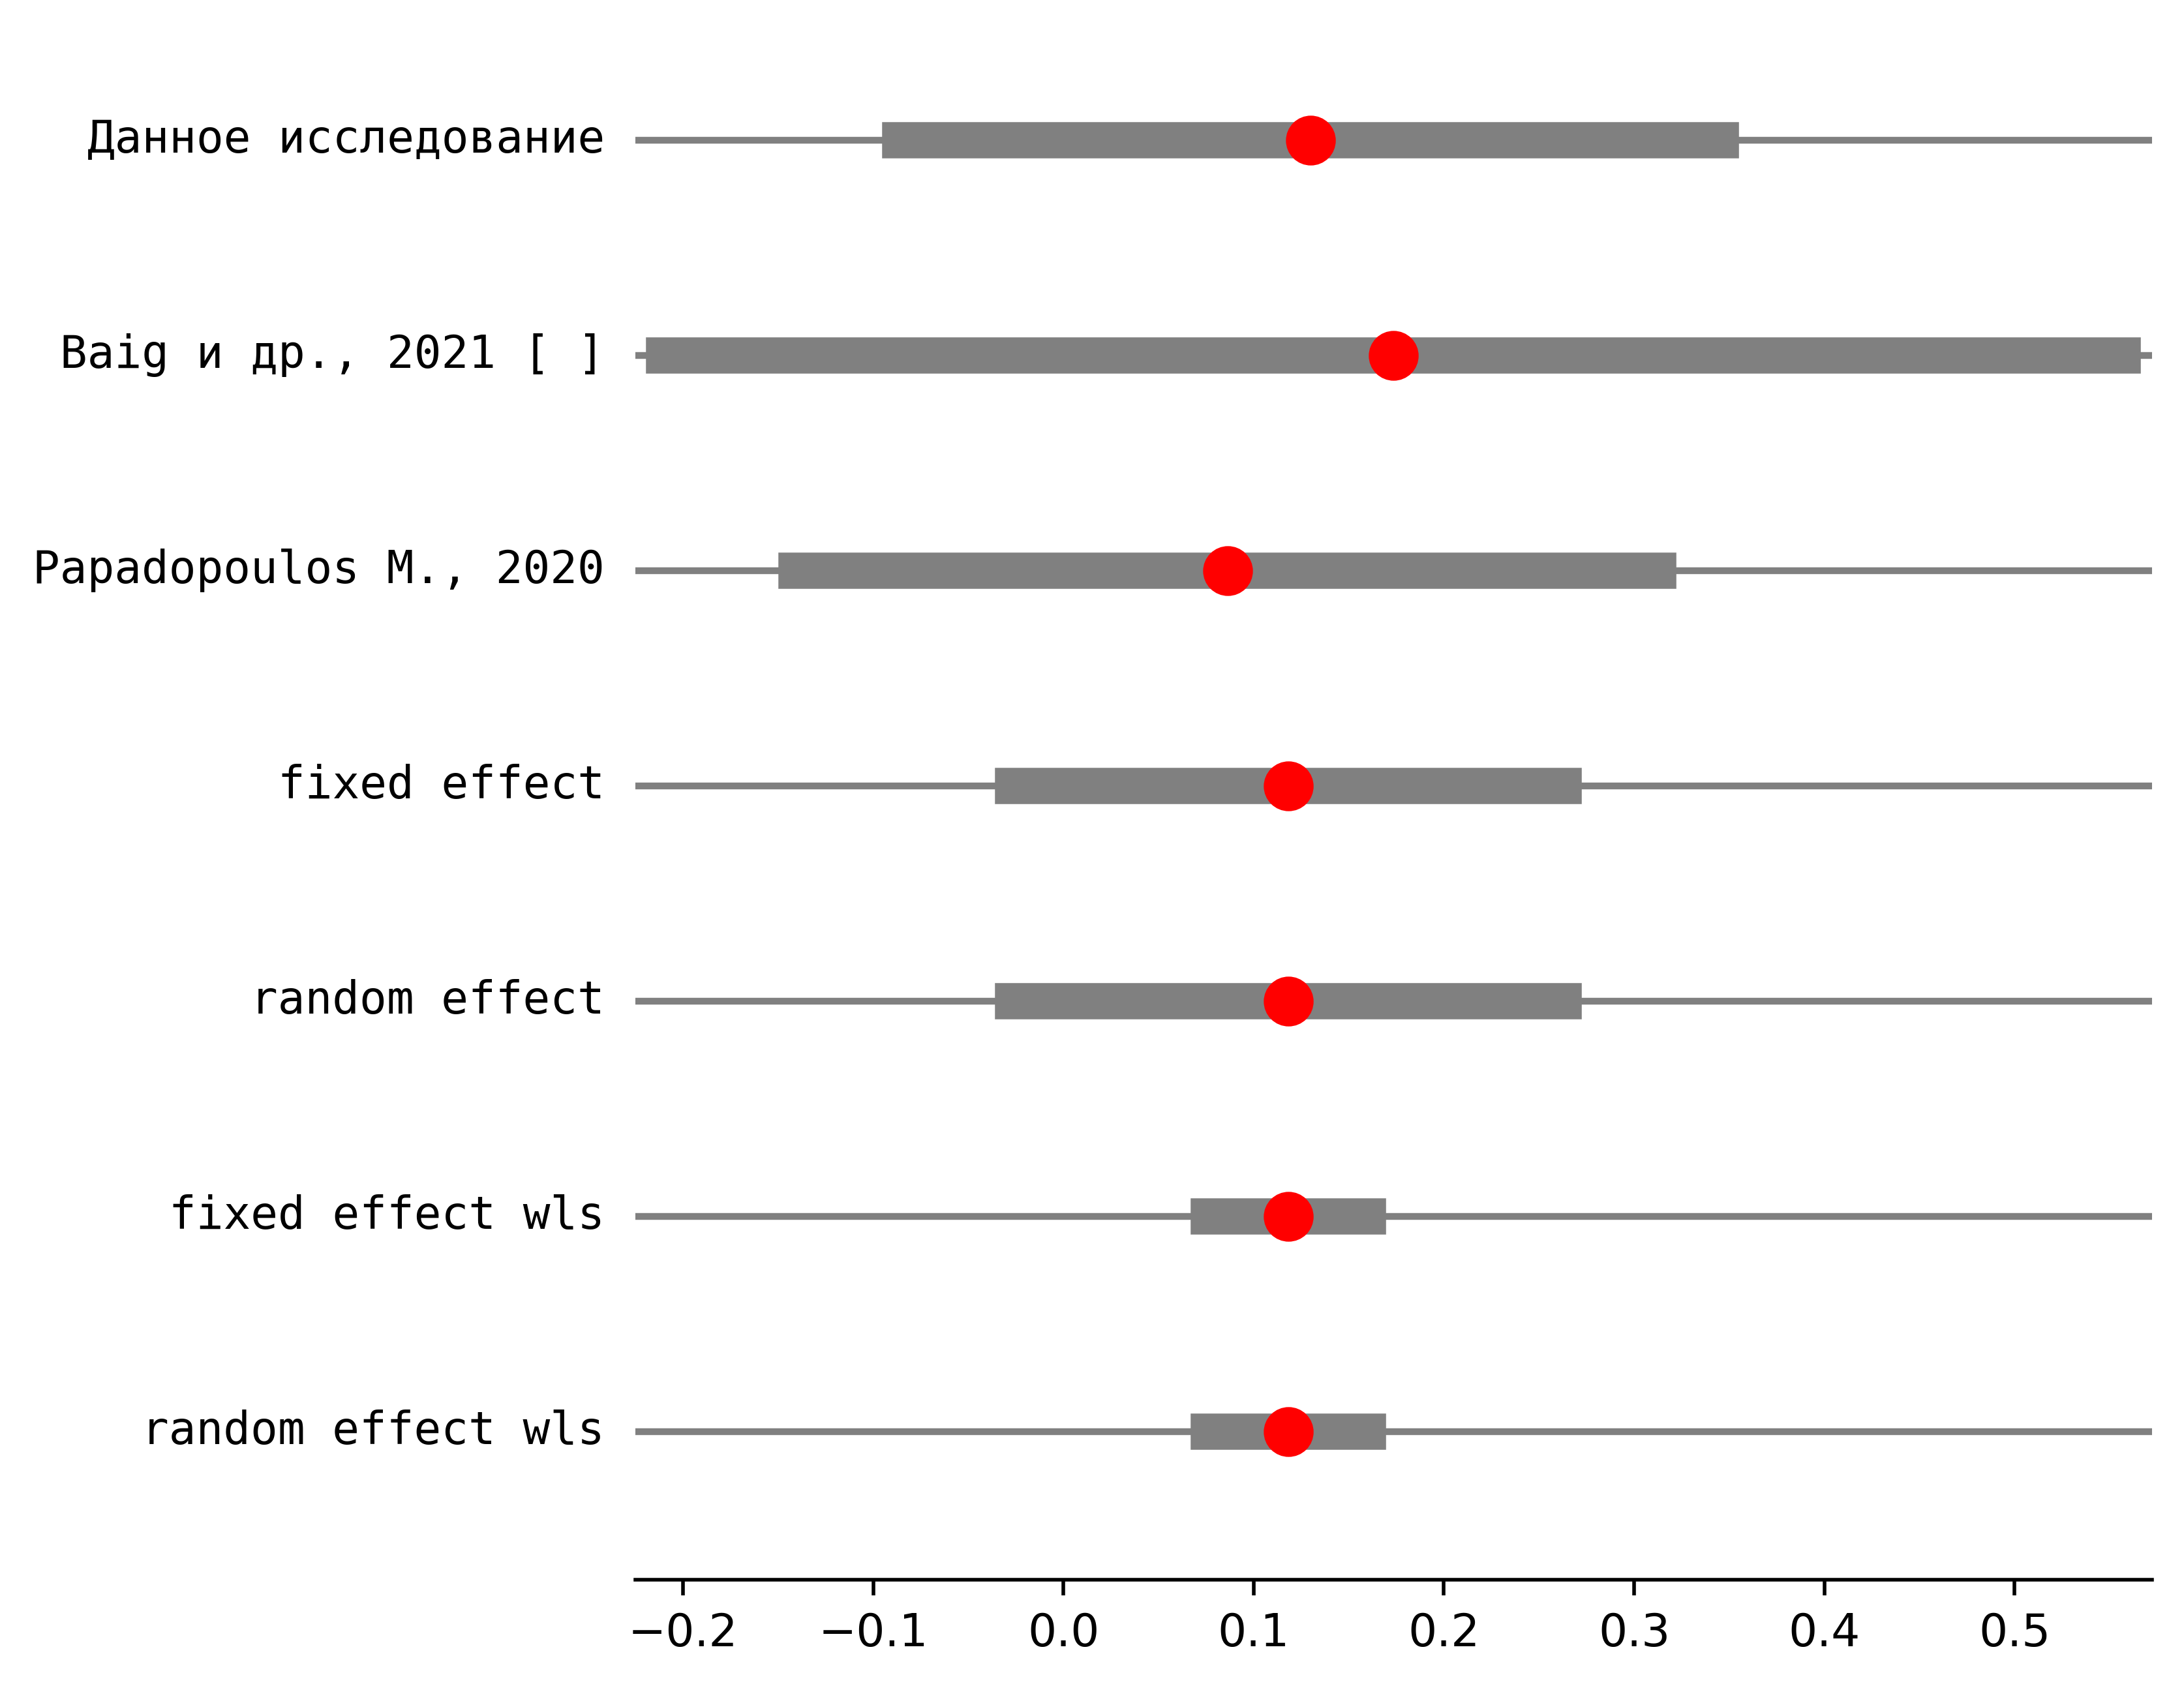 Данное исследование
Baig и др., 2021 [ ]
Papadopoulos M., 2020
fixed effect
random effect
fixed effect wls
random effect wls
−0.2 −0.1 0.0 0.1 0.2 0.3 0.4 0.5